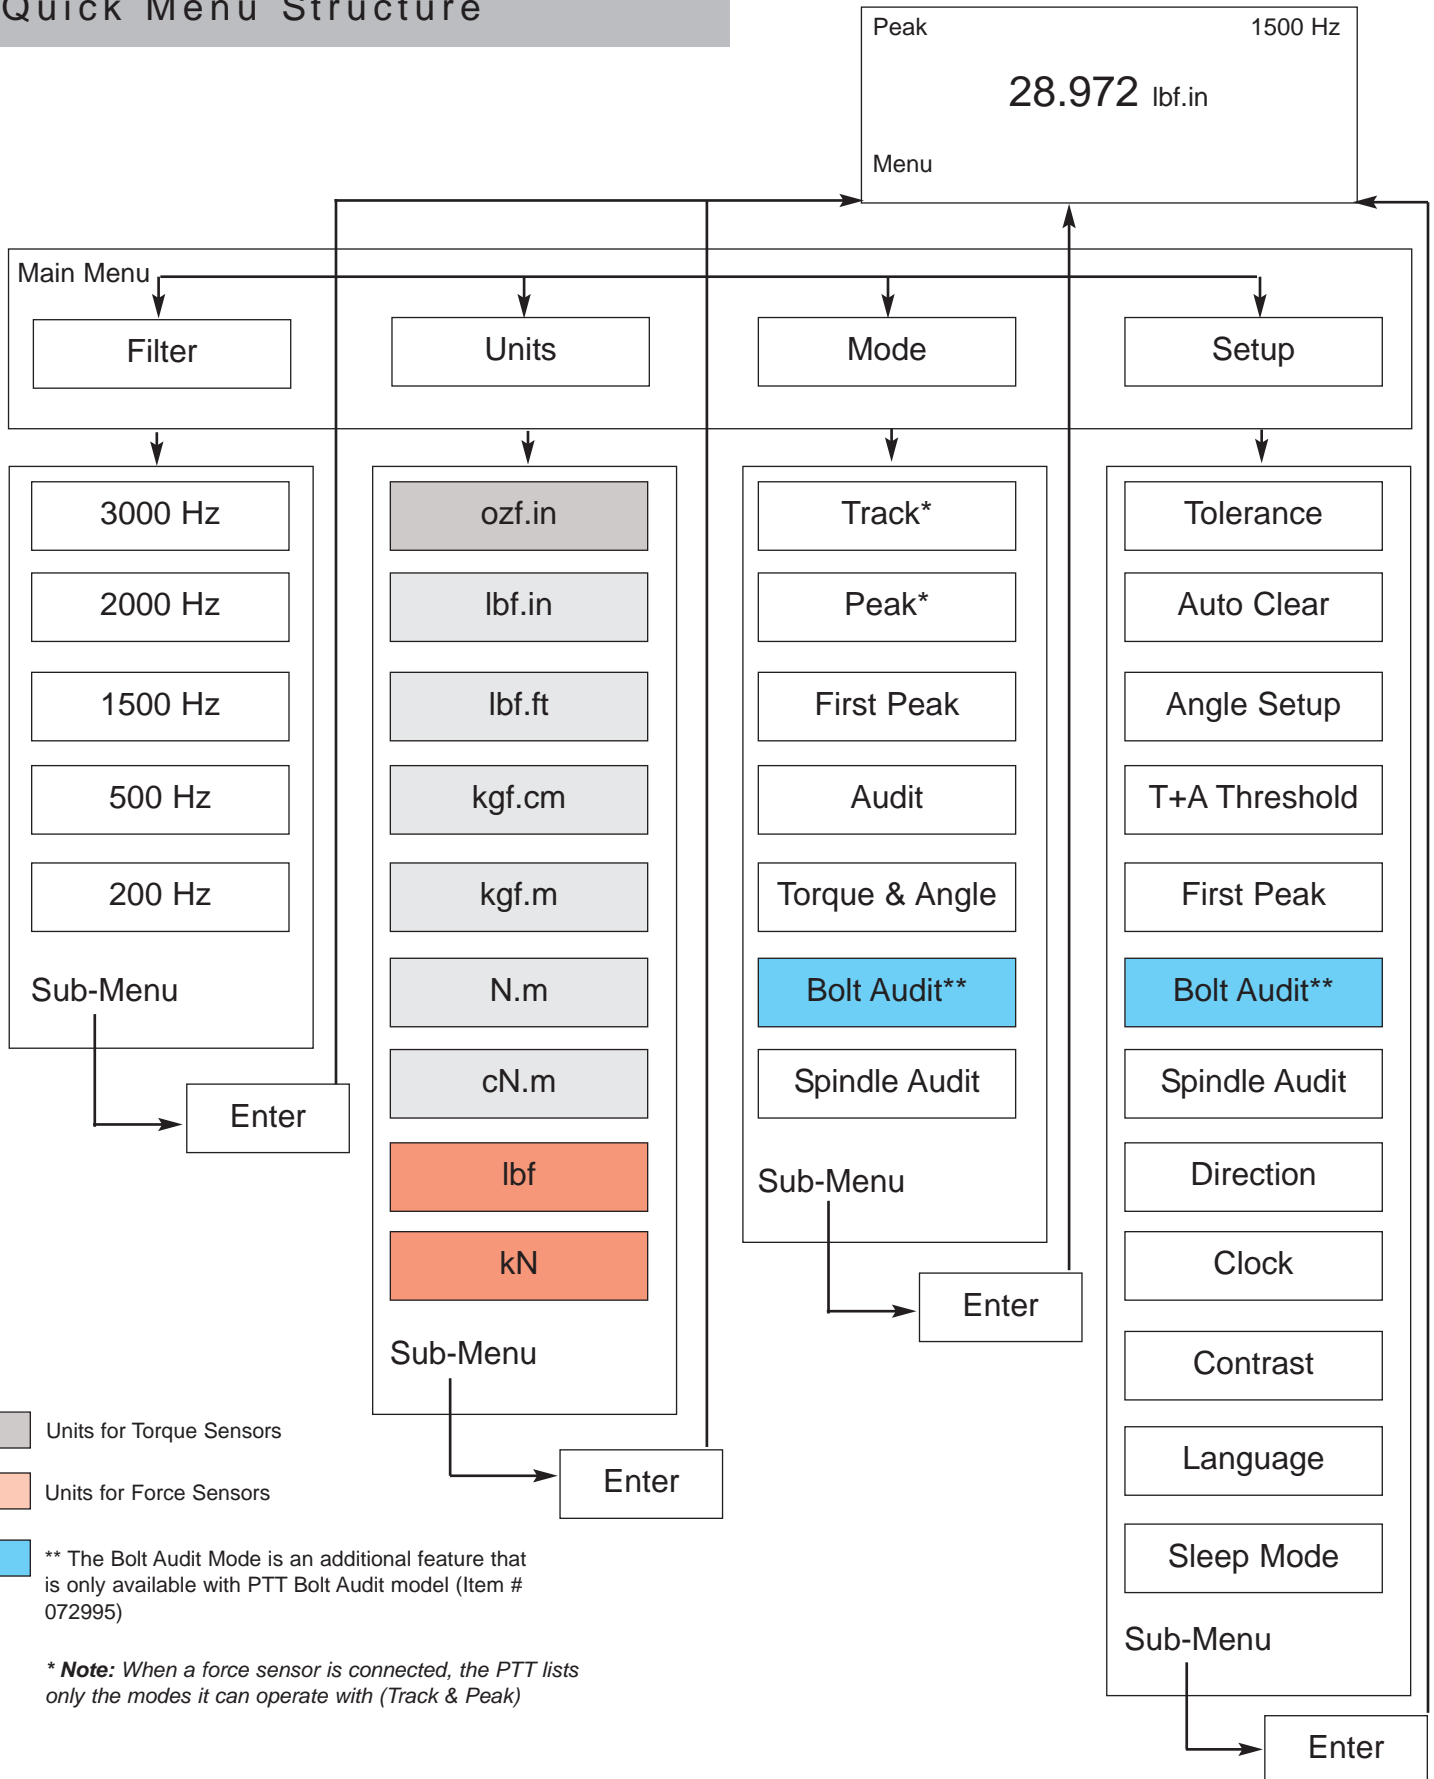 Quick Menu Structure
Peak 1500 Hz
28.972 lbf.in
Menu
Main Menu
Filter
Units
Mode
Setup
3000 Hz
2000 Hz
1500 Hz
500 Hz
200 Hz
Sub-Menu
Enter
ozf.in
lbf.in
lbf.ft
kgf.cm
kgf.m
N.m
cN.m
lbf
kN
Sub-Menu
Enter
Track*
Peak*
First Peak
Audit
Torque & Angle
Bolt Audit**
Spindle Audit
Sub-Menu
Enter
Tolerance
Auto Clear
Angle Setup
T+A Threshold
First Peak
Bolt Audit**
Spindle Audit
Direction
Clock
Contrast
Language
Sleep Mode
Sub-Menu
Enter
Units for Torque Sensors
Units for Force Sensors
** The Bolt Audit Mode is an additional feature that
is only available with PTT Bolt Audit model (Item #
072995)
* Note: When a force sensor is connected, the PTT lists
only the modes it can operate with (Track & Peak)